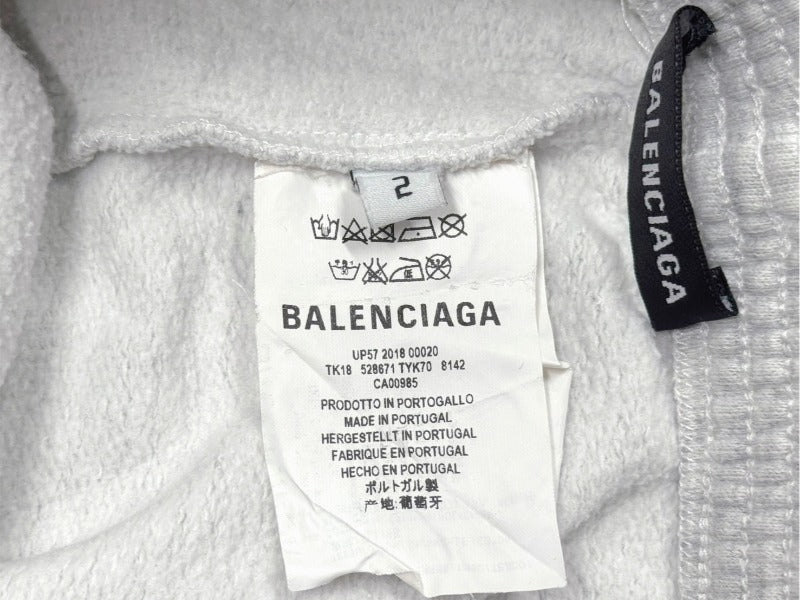 2
BALENCIAGA
UP57 2018 00020
TK18 528671 TYK70 8142
CA00985
PRODOTTO IN PORTOGALLO
MADE IN PORTUGAL
HERGESTELLT IN PORTUGAL
FABRIQUE EN PORTUGAL
HECHO EN PORTUGAL
ポルトガル製
产地:葡萄牙
BALENCIAGA